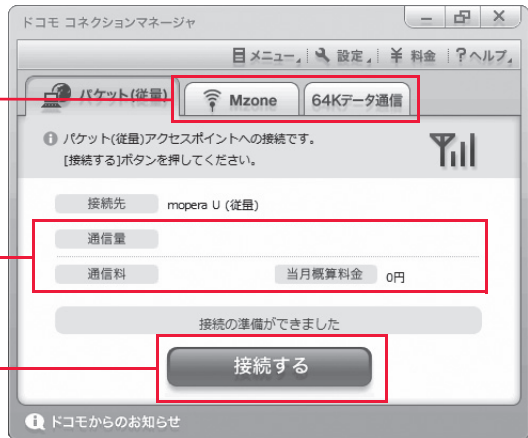 ドコモ コネクションマネージャ
メニュー 設定 ¥ 料金 ? ヘルプ
パケット(従量) Mzone 64Kデータ通信
パケット(従量)アクセスポイントへの接続です。
[接続する]ボタンを押してください。
接続先 mopera U (従量)
通信量
通信料 当月概算料金 0円
接続の準備ができました
接続する
ドコモからのお知らせ